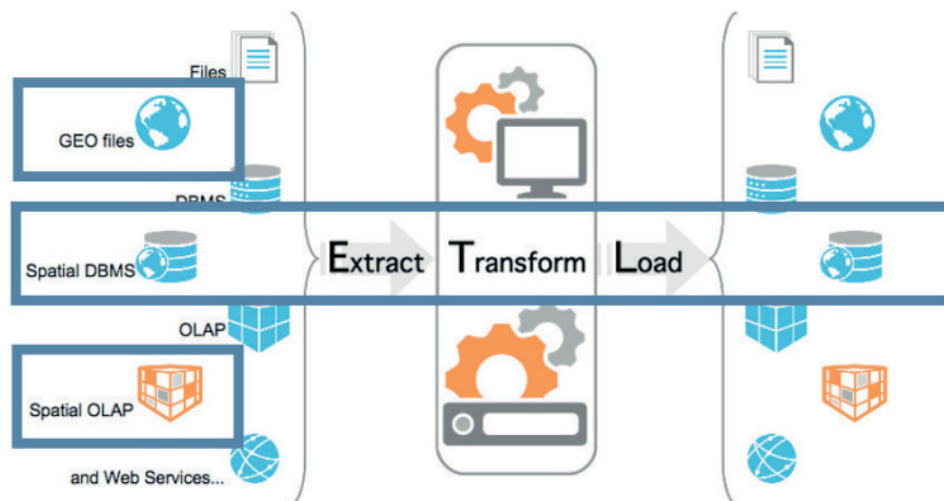 Files
GEO files
DBMS
Spatial DBMS
Extract Transform Load
OLAP
Spatial OLAP
and Web Services...